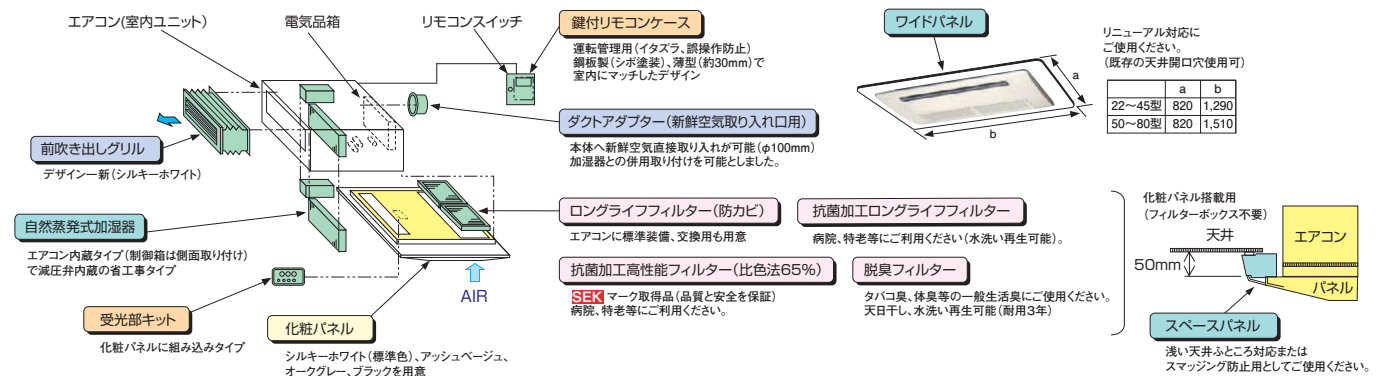 エアコン(室内ユニット)
電気品箱
リモコンスイッチ
鍵付リモコンケース
運転管理用(イタズラ、誤操作防止)
鋼板製(シボ塗装)、薄型(約30mm)で
室内にマッチしたデザイン
ダクトアダプター(新鮮空気取り入れ口用)
本体へ新鮮空気直接取り入れが可能(φ100mm)
加湿器との併用取り付けを可能としました。
前吹き出しグリル
デザイン一新(シルキーホワイト)
自然蒸発式加湿器
エアコン内蔵タイプ(制御箱は側面取り付け)
で減圧弁内蔵の省工事タイプ
受光部キット
化粧パネルに組み込みタイプ
化粧パネル
シルキーホワイト(標準色)、アッシュベージュ、
オークグレー、ブラックを用意
AIR
ロングライフフィルター(防カビ)
エアコンに標準装備、交換用も用意
抗菌加工ロングライフフィルター
病院、特老等にご利用ください(水洗い再生可能)。
抗菌加工高性能フィルター(比色法65%)
SEK マーク取得品(品質と安全を保証)
病院、特老等にご利用ください。
脱臭フィルター
タバコ臭、体臭等の一般生活臭にご使用ください。
天日干し、水洗い再生可能(耐用3年)
ワイドパネル
a
b
リニューアル対応に
ご使用ください。
(既存の天井開口穴使用可)
a b
22〜45型 820 1,290
50〜80型 820 1,510
化粧パネル搭載用
(フィルターボックス不要)
天井
エアコン
50mm
パネル
スペースパネル
浅い天井ふところ対応または
スマッジング防止用としてご使用ください。